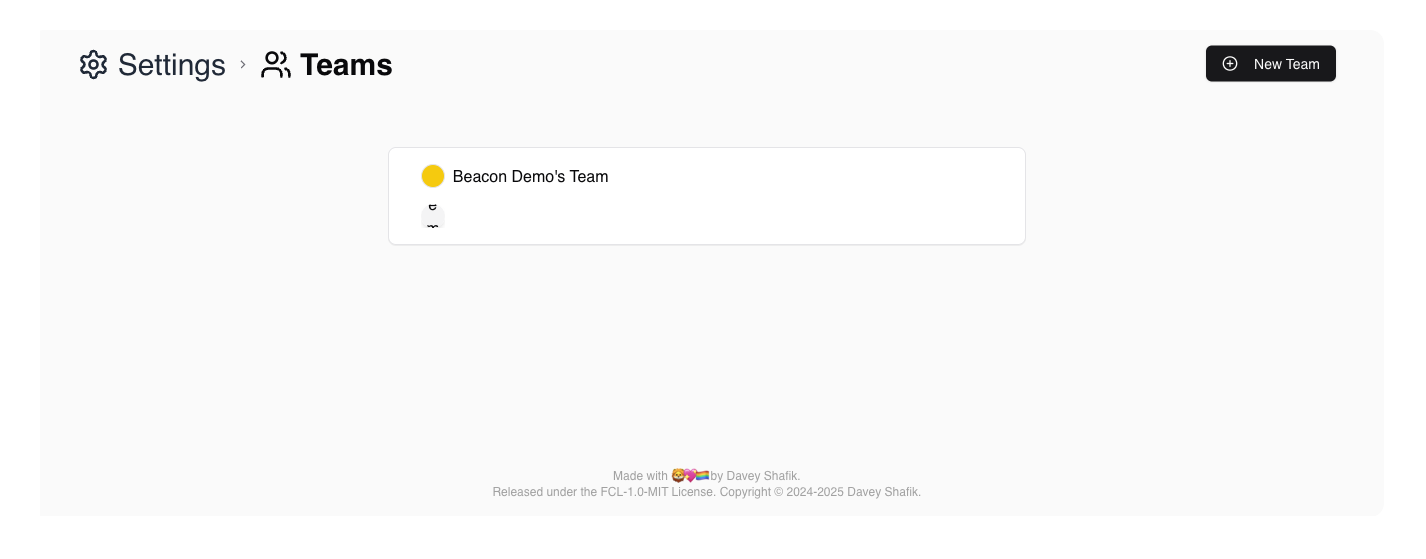 Settings > Teams
New Team
Beacon Demo's Team
e
Made with 🦁💖🏳️‍🌈 by Davey Shafik.
Released under the FCL-1.0-MIT License. Copyright © 2024-2025 Davey Shafik.